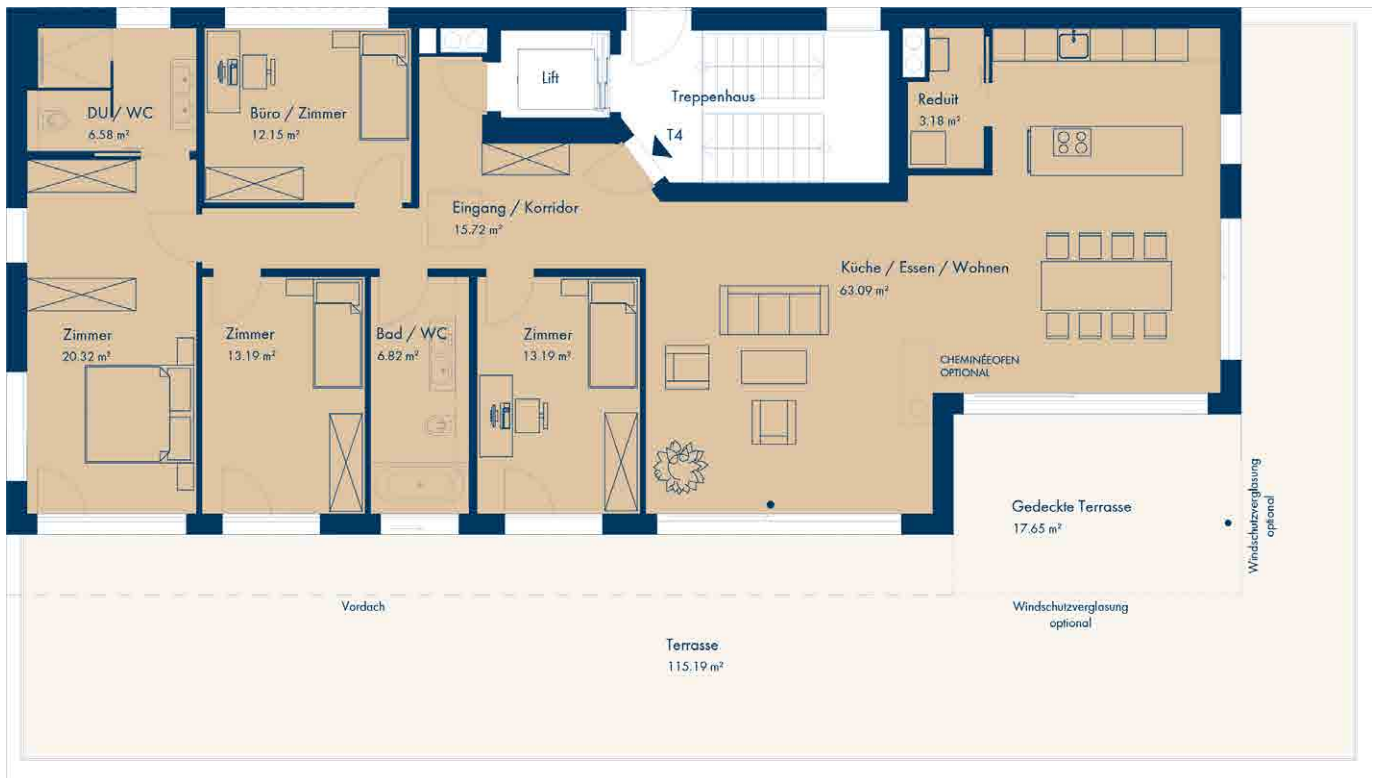 Lift
Treppenhaus
T4
DU / WC
6.58 m²
Büro / Zimmer
12.15 m²
Reduit
3.18 m²
Eingang / Korridor
15.72 m²
Küche / Essen / Wohnen
63.09 m²
Zimmer
20.32 m²
Zimmer
13.19 m²
Bad / WC
6.82 m²
Zimmer
13.19 m²
CHEMINÉEOFEN
OPTIONAL
Gedeckte Terrasse
17.65 m²
Windschutzverglasung
optional
Vordach
Windschutzverglasung
optional
Terrasse
115.19 m²